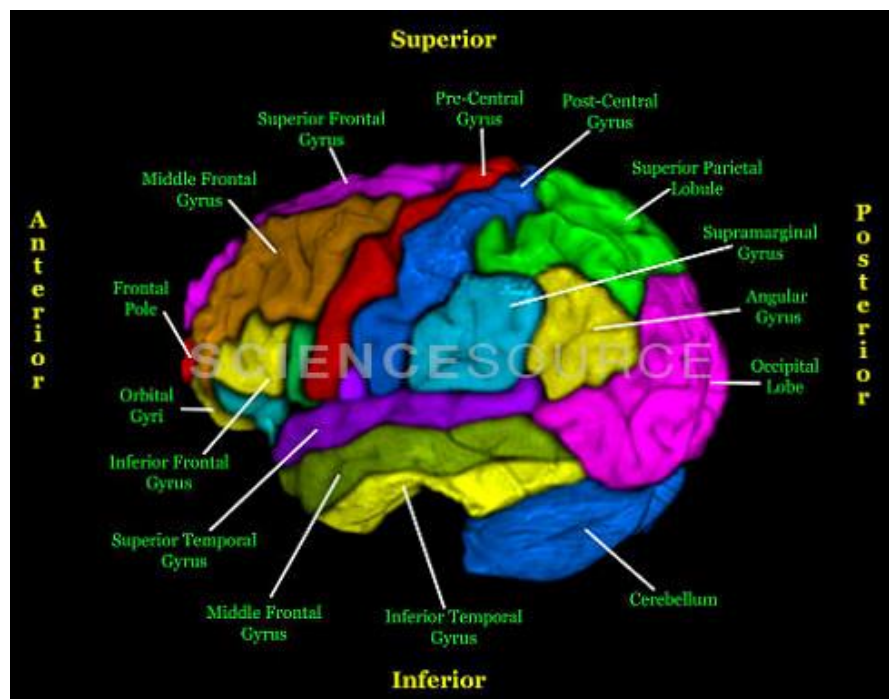 Superior
Pre-Central
Gyrus
Post-Central
Gyrus
Superior Frontal
Gyrus
Superior Parietal
Lobule
Middle Frontal
Gyrus
Anterior
Posterior
Supramarginal
Gyrus
Frontal
Pole
Angular
Gyrus
SCIENCESOURCE
Occipital
Lobe
Orbital
Gyri
Inferior Frontal
Gyrus
Superior Temporal
Gyrus
Middle Frontal
Gyrus
Inferior Temporal
Gyrus
Cerebellum
Inferior